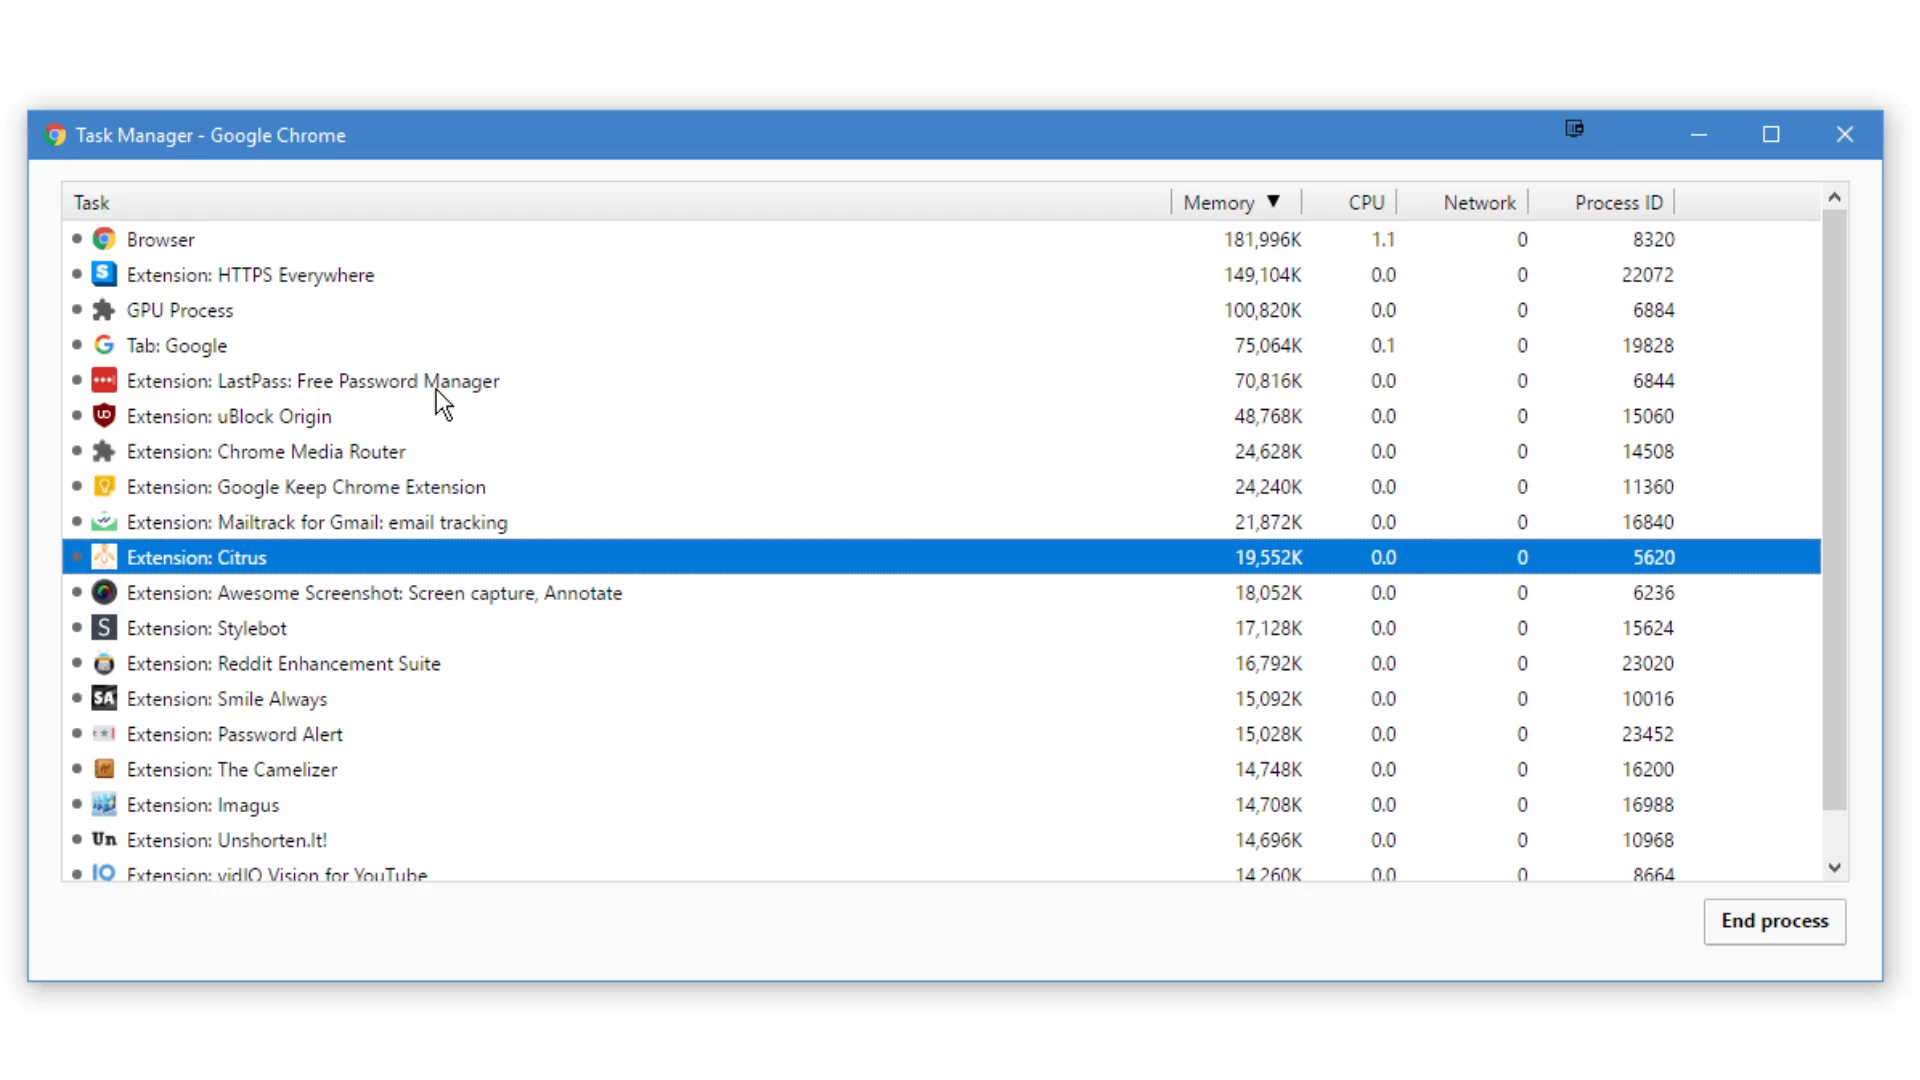 Task Manager - Google Chrome
Task Memory ▼ CPU Network Process ID
Browser 181,996K 1.1 0 8320
S Extension: HTTPS Everywhere 149,104K 0.0 0 22072
GPU Process 100,820K 0.0 0 6884
G Tab: Google 75,064K 0.1 0 19828
Extension: LastPass: Free Password Manager 70,816K 0.0 0 6844
Extension: uBlock Origin 48,768K 0.0 0 15060
Extension: Chrome Media Router 24,628K 0.0 0 14508
Extension: Google Keep Chrome Extension 24,240K 0.0 0 11360
Extension: Mailtrack for Gmail: email tracking 21,872K 0.0 0 16840
Extension: Citrus 19,552K 0.0 0 5620
Extension: Awesome Screenshot: Screen capture, Annotate 18,052K 0.0 0 6236
S Extension: Stylebot 17,128K 0.0 0 15624
Extension: Reddit Enhancement Suite 16,792K 0.0 0 23020
SA Extension: Smile Always 15,092K 0.0 0 10016
Extension: Password Alert 15,028K 0.0 0 23452
Extension: The Camelizer 14,748K 0.0 0 16200
Extension: Imagus 14,708K 0.0 0 16988
Un Extension: Unshorten.It! 14,696K 0.0 0 10968
IQ Extension: vidIQ Vision for YouTube 14,260K 0.0 0 8664
End process